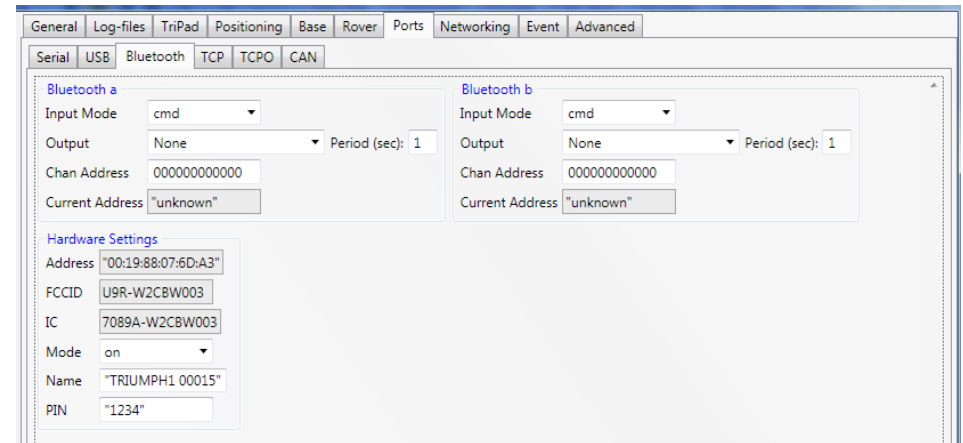 General Log-files TriPad Positioning Base Rover Ports Networking Event Advanced
Serial USB Bluetooth TCP TCPO CAN
Bluetooth a
Input Mode cmd
Output None Period (sec): 1
Chan Address 000000000000
Current Address "unknown"
Bluetooth b
Input Mode cmd
Output None Period (sec): 1
Chan Address 000000000000
Current Address "unknown"
Hardware Settings
Address "00:19:88:07:6D:A3"
FCCID U9R-W2CBW003
IC 7089A-W2CBW003
Mode on
Name "TRIUMPH1 00015"
PIN "1234"